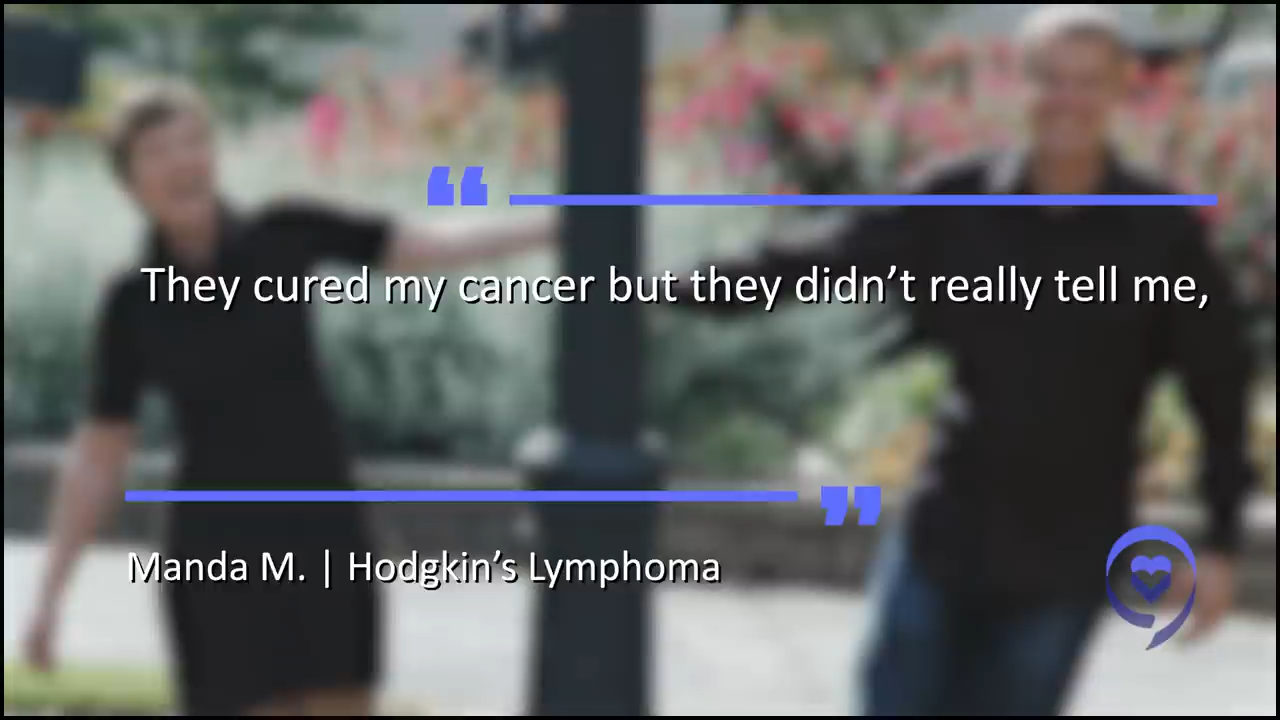 “
They cured my cancer but they didn’t really tell me,
”
Manda M. | Hodgkin’s Lymphoma